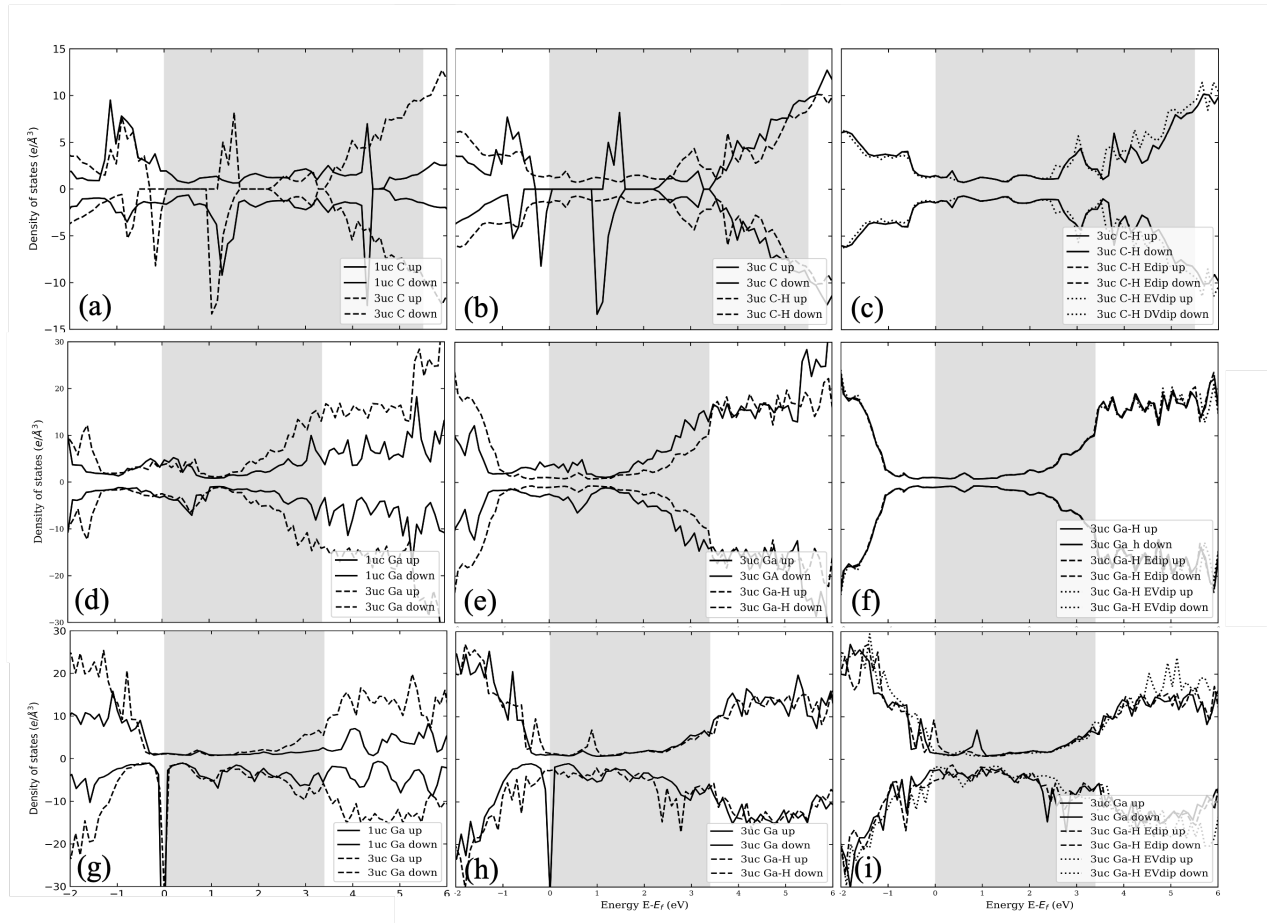 15
10
5
0
−5
−10
−15
Density of states (e/Å³)
(a)
1uc C up
1uc C down
3uc C up
3uc C down
(b)
3uc C up
3uc C down
3uc C-H up
3uc C-H down
(c)
3uc C-H up
3uc C-H down
3uc C-H Edip up
3uc C-H Edip down
3uc C-H EVdip up
3uc C-H DVdip down
30
20
10
0
−10
−20
−30
Density of states (e/Å³)
(d)
1uc Ga up
1uc Ga down
3uc Ga up
3uc Ga down
(e)
3uc Ga up
3uc GA down
3uc Ga-H up
3uc Ga-H down
(f)
3uc Ga-H up
3uc Ga_h down
3uc Ga-H Edip up
3uc Ga-H Edip down
3uc Ga-H EVdip up
3uc Ga-H EVdip down
30
20
10
0
−10
−20
−30
Density of states (e/Å³)
(g)
1uc Ga up
1uc Ga down
3uc Ga up
3uc Ga down
(h)
3uc Ga up
3uc Ga down
3uc Ga-H up
3uc Ga-H down
(i)
3uc Ga up
3uc Ga down
3uc Ga-H Edip up
3uc Ga-H Edip down
3uc Ga-H EVdip up
3uc Ga-H EVdip down
−2 −1 0 1 2 3 4 5 6
-2 -1 0 1 2 3 4 5 6
-2 -1 0 1 2 3 4 5 6
Energy E-Ef (eV)
Energy E-Ef (eV)